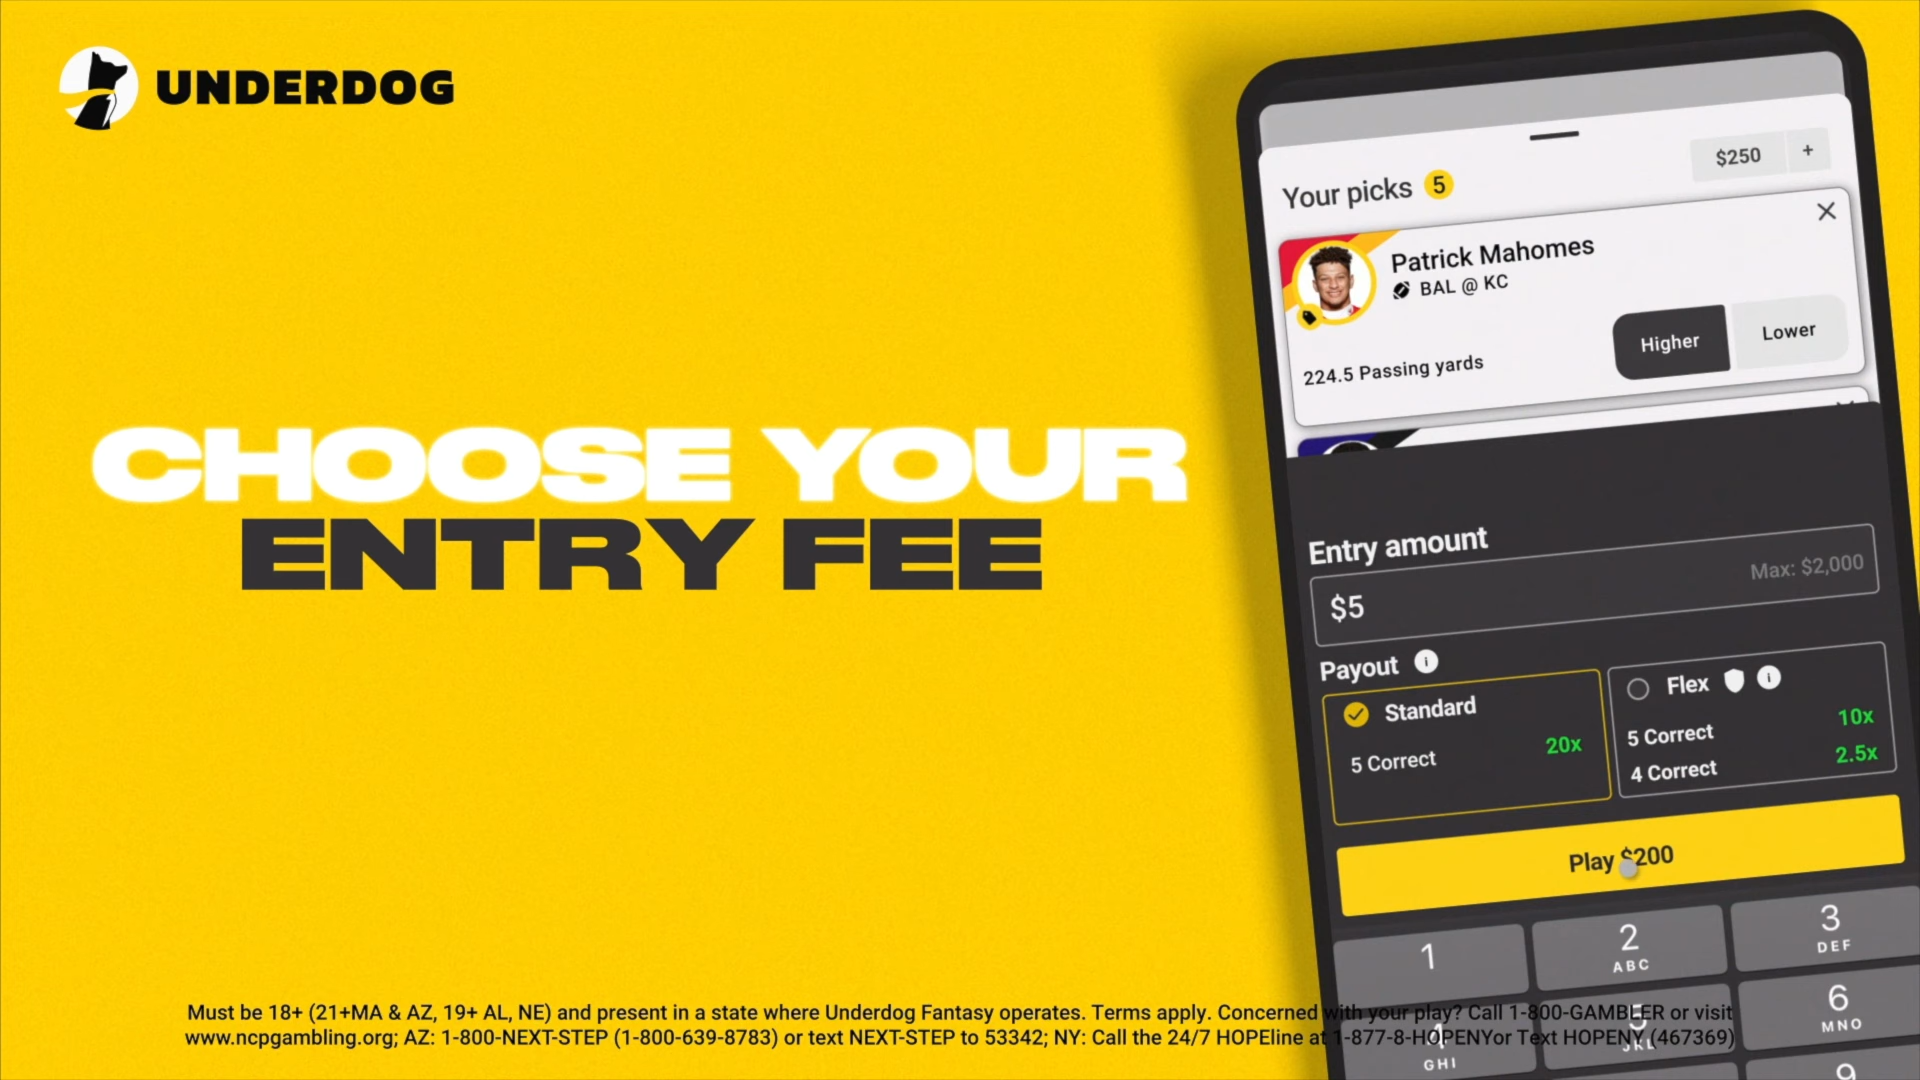 UNDERDOG
CHOOSE YOUR
ENTRY FEE
$250 +
Your picks 5
Patrick Mahomes
BAL @ KC
224.5 Passing yards
Higher
Lower
Entry amount
$5
Max: $2,000
Payout
Standard
5 Correct 20x
Flex
5 Correct 10x
4 Correct 2.5x
Play $200
1
2
ABC
3
DEF
4
GHI
5
JKL
6
MNO
9
Must be 18+ (21+MA & AZ, 19+ AL, NE) and present in a state where Underdog Fantasy operates. Terms apply. Concerned with your play? Call 1-800-GAMBLER or visit
www.ncpgambling.org; AZ: 1-800-NEXT-STEP (1-800-639-8783) or text NEXT-STEP to 53342; NY: Call the 24/7 HOPEline at 1-877-8-HOPENYor Text HOPENY (467369)